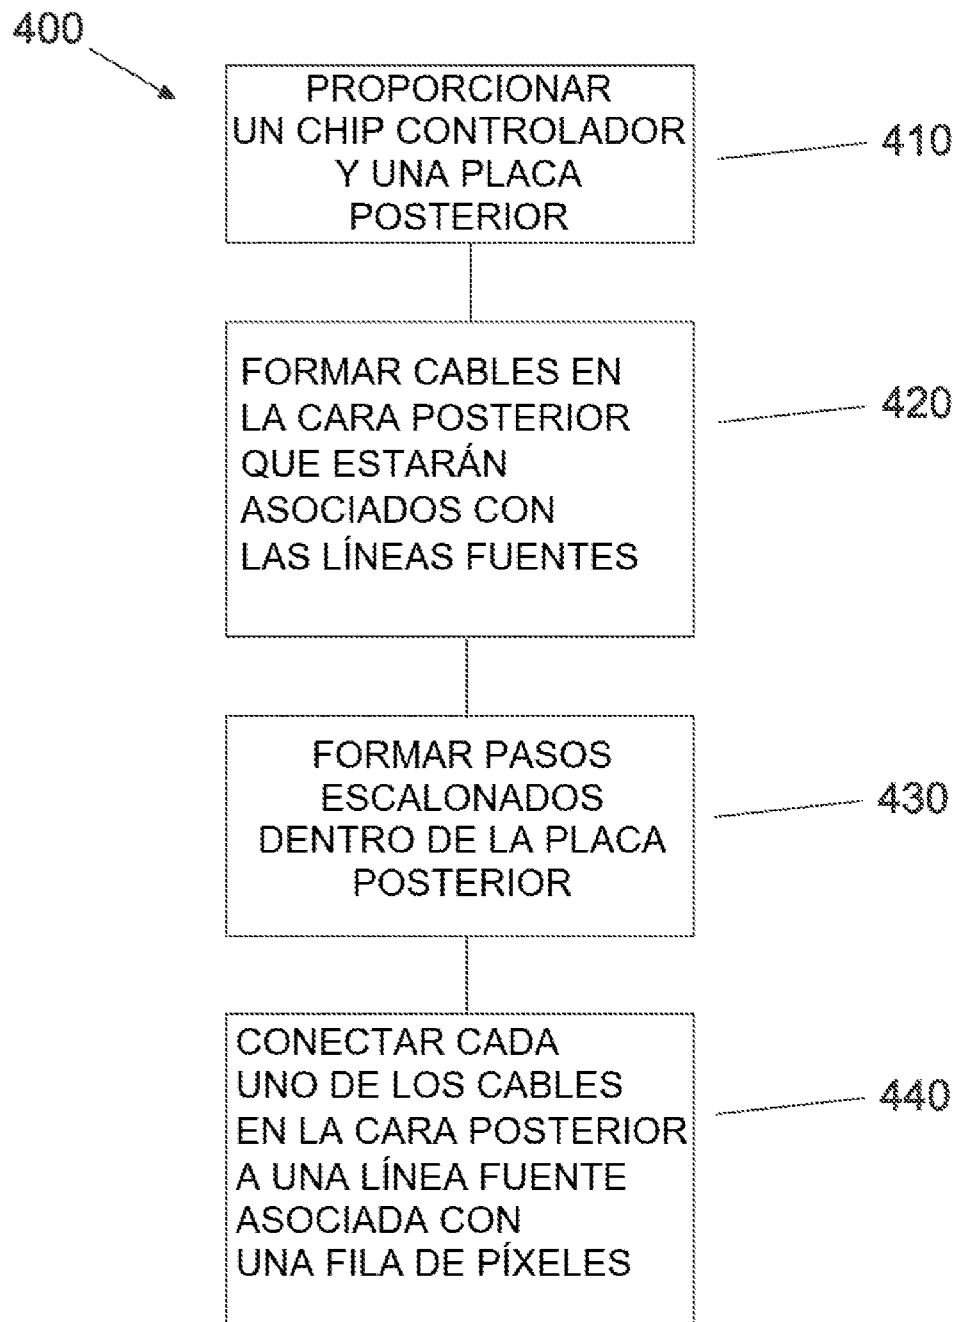 400
PROPORCIONAR
UN CHIP CONTROLADOR
Y UNA PLACA
POSTERIOR
410
FORMAR CABLES EN
LA CARA POSTERIOR
QUE ESTARÁN
ASOCIADOS CON
LAS LÍNEAS FUENTES
420
FORMAR PASOS
ESCALONADOS
DENTRO DE LA PLACA
POSTERIOR
430
CONECTAR CADA
UNO DE LOS CABLES
EN LA CARA POSTERIOR
A UNA LÍNEA FUENTE
ASOCIADA CON
UNA FILA DE PÍXELES
440